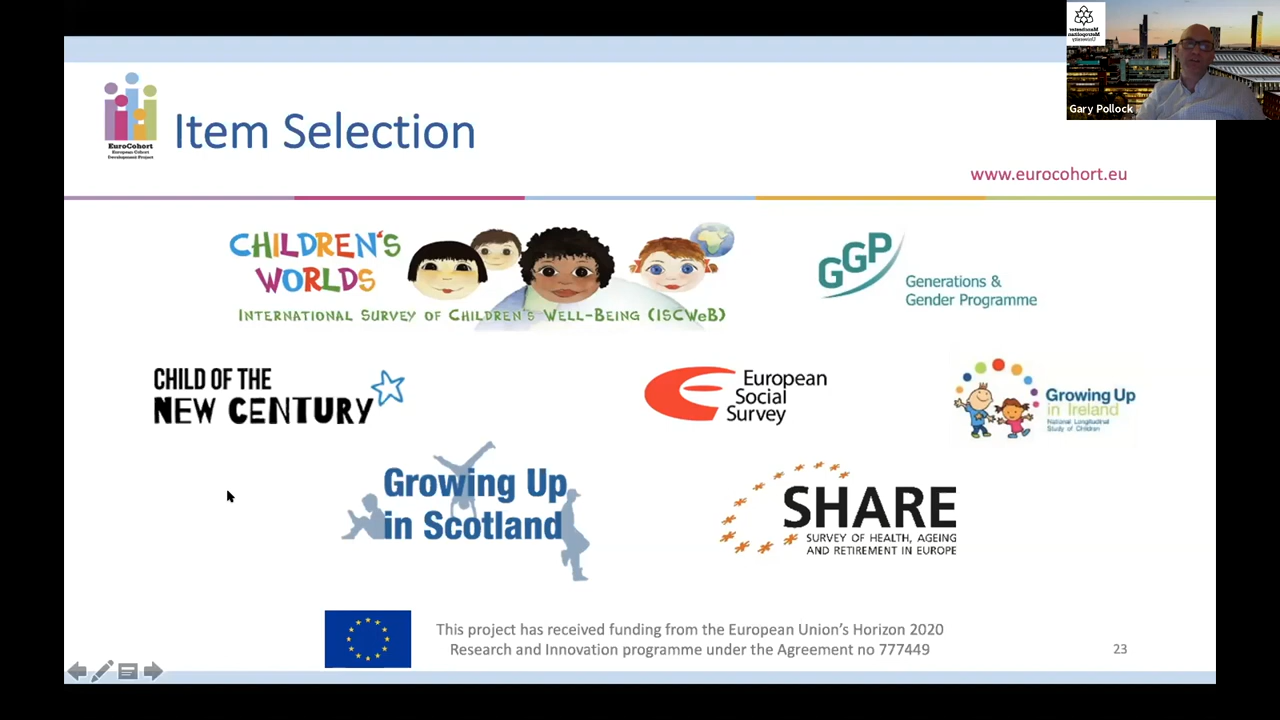 Manchester
Metropolitan
University
Gary Pollock
EuroCohort
European Cohort
Development Project
Item Selection
www.eurocohort.eu
CHILDREN'S
WORLDS
INTERNATIONAL SURVEY OF CHILDREN'S WELL-BEING (ISCWeB)
GGP
Generations &
Gender Programme
CHILD OF THE
NEW CENTURY
European
Social
Survey
Growing Up
in Ireland
National Longitudinal
Study of Children
Growing Up
in Scotland
SHARE
SURVEY OF HEALTH, AGEING
AND RETIREMENT IN EUROPE
This project has received funding from the European Union's Horizon 2020
Research and Innovation programme under the Agreement no 777449
23